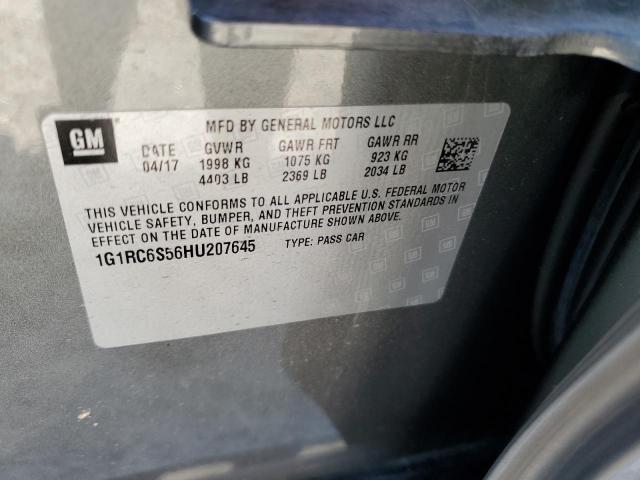 GM
MFD BY GENERAL MOTORS LLC
DATE GVWR GAWR FRT GAWR RR
04/17 1998 KG 1075 KG 923 KG
4403 LB 2369 LB 2034 LB
THIS VEHICLE CONFORMS TO ALL APPLICABLE U.S. FEDERAL MOTOR
VEHICLE SAFETY, BUMPER, AND THEFT PREVENTION STANDARDS IN
EFFECT ON THE DATE OF MANUFACTURE SHOWN ABOVE.
1G1RC6S56HU207645 TYPE: PASS CAR